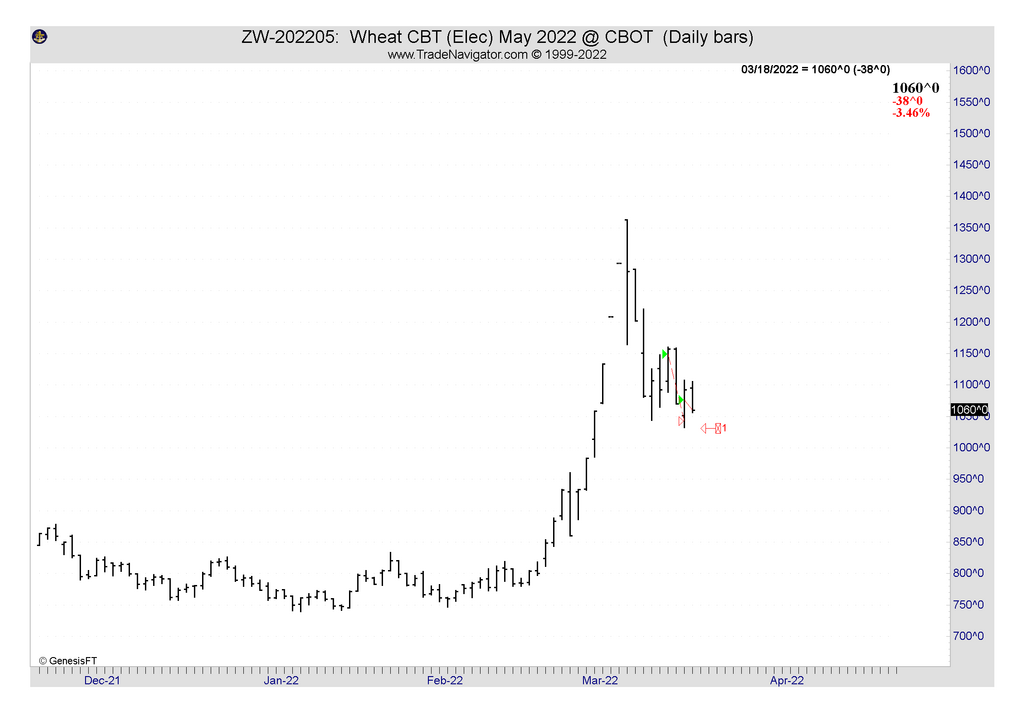 ZW-202205:  Wheat CBT (Elec) May 2022 @ CBOT  (Daily bars)
www.TradeNavigator.com © 1999-2022
03/18/2022 = 1060^0 (-38^0)
1060^0
-38^0
-3.46%
1600^0
1550^0
1500^0
1450^0
1400^0
1350^0
1300^0
1250^0
1200^0
1150^0
1100^0
1060^0
1050^0
1000^0
950^0
900^0
850^0
800^0
750^0
700^0
1
© GenesisFT
Dec-21
Jan-22
Feb-22
Mar-22
Apr-22